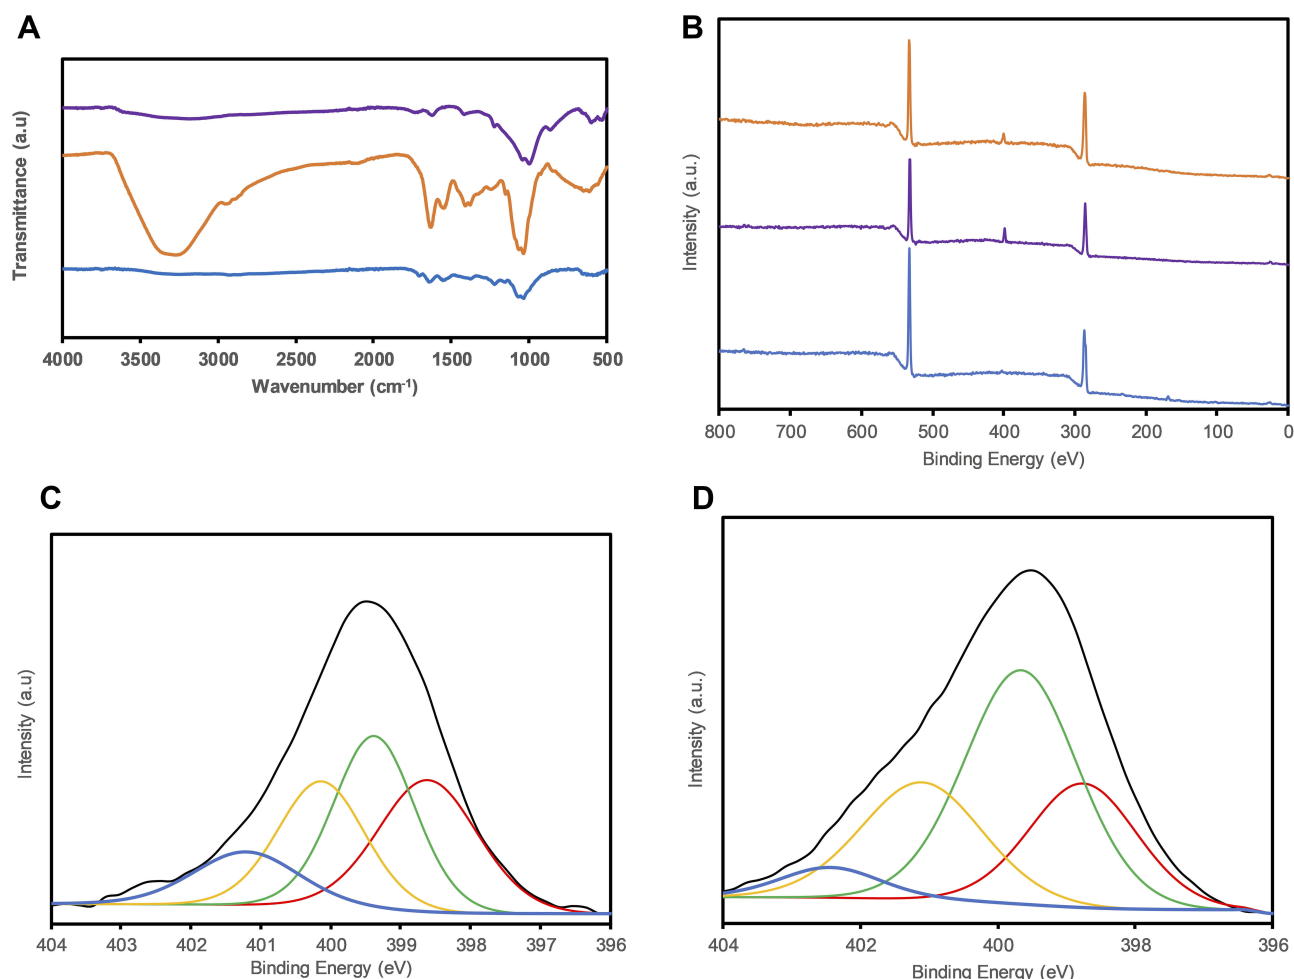 A
Transmittance (a.u)
4000 3500 3000 2500 2000 1500 1000 500
Wavenumber (cm⁻¹)
B
Intensity (a.u.)
800 700 600 500 400 300 200 100 0
Binding Energy (eV)
C
Intensity (a.u)
404 403 402 401 400 399 398 397 396
Binding Energy (eV)
D
Intensity (a.u.)
404 402 400 398 396
Binding Energy (eV)